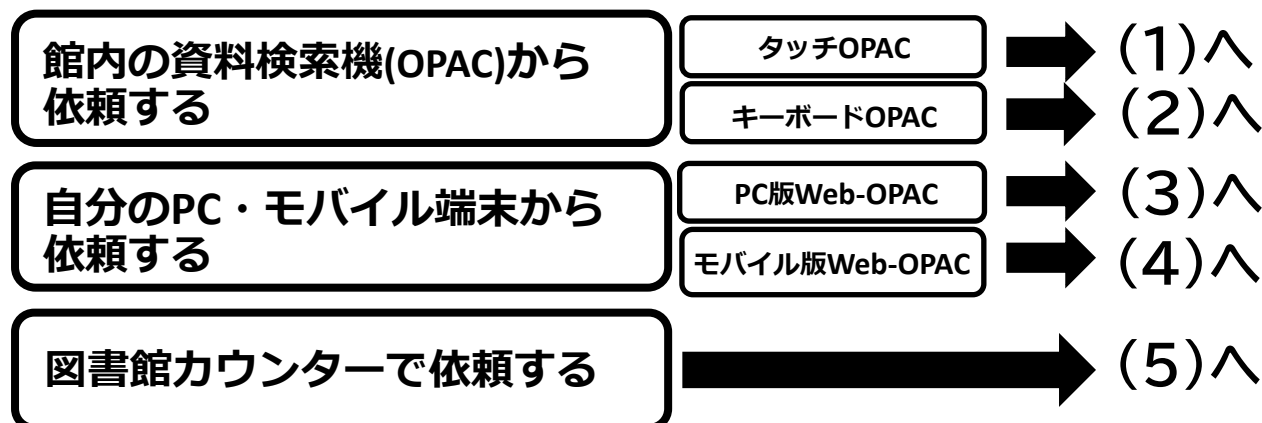 館内の資料検索機(OPAC)から
依頼する
タッチOPAC
(1)へ
キーボードOPAC
(2)へ
自分のPC・モバイル端末から
依頼する
PC版Web-OPAC
(3)へ
モバイル版Web-OPAC
(4)へ
図書館カウンターで依頼する
(5)へ